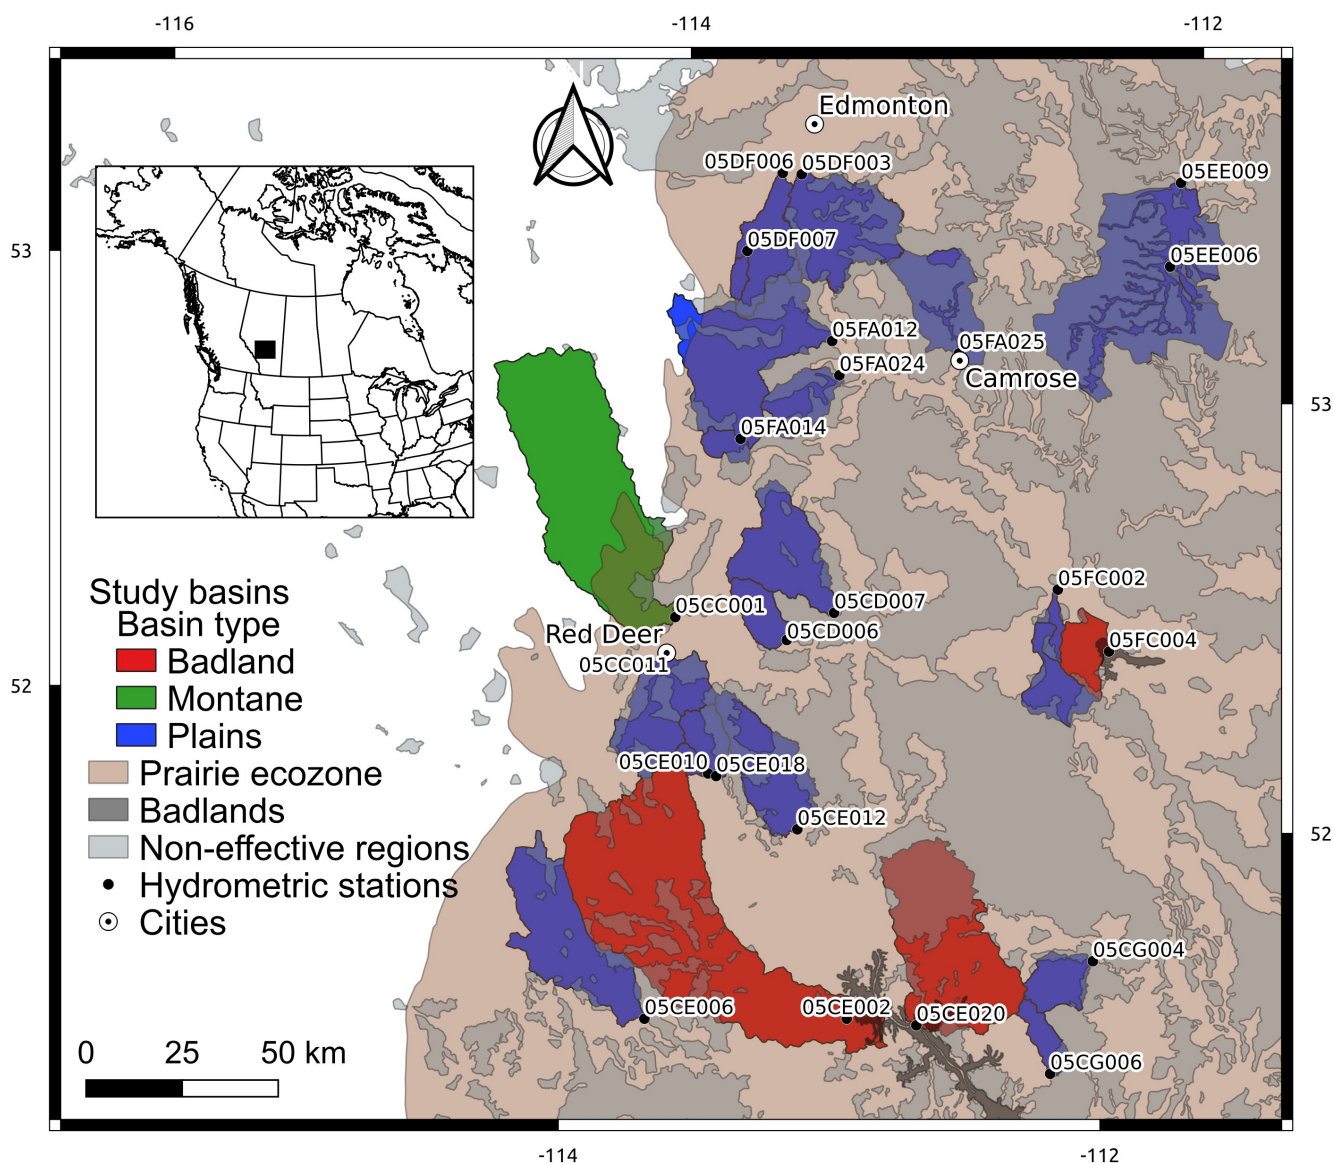 -116
-114
-112
Edmonton
05DF006
05DF003
05EE009
53
05DF007
05EE006
05FA012
05FA025
05FA024
Camrose
53
05FA014
Study basins
Basin type
Badland
Montane
Plains
Prairie ecozone
Badlands
Non-effective regions
Hydrometric stations
Cities
05FC002
05CC001
05CD007
05CD006
Red Deer
05FC004
05CC011
52
05CE010
05CE018
05CE012
52
05CG004
05CE006
05CE002
05CE020
0 25 50 km
05CG006
-114
-112